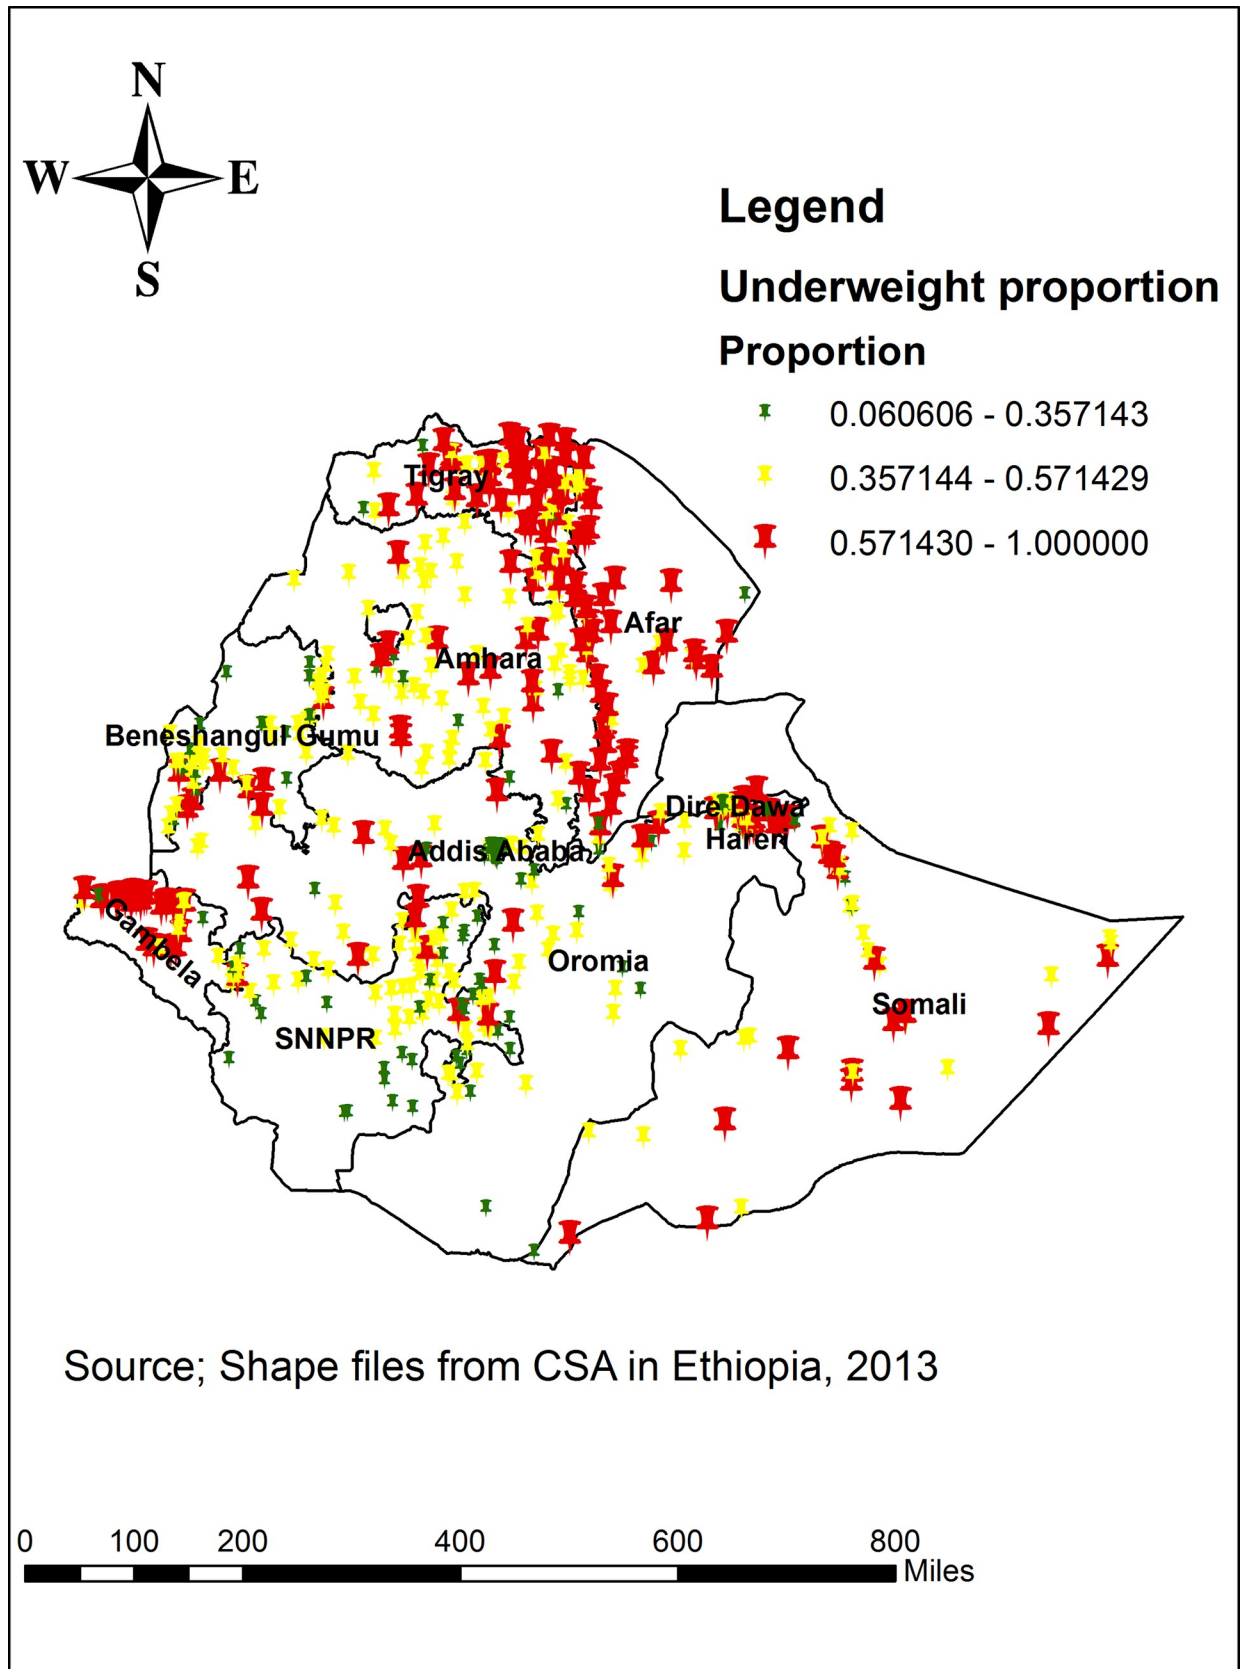 N
W E
S
Legend
Underweight proportion
Proportion
0.060606 - 0.357143
0.357144 - 0.571429
0.571430 - 1.000000
Tigray
Afar
Amhara
Beneshangul Gumu
Dire Dawa
Hareri
Addis Ababa
Gambela
Oromia
Somali
SNNPR
Source; Shape files from CSA in Ethiopia, 2013
0 100 200 400 600 800
Miles